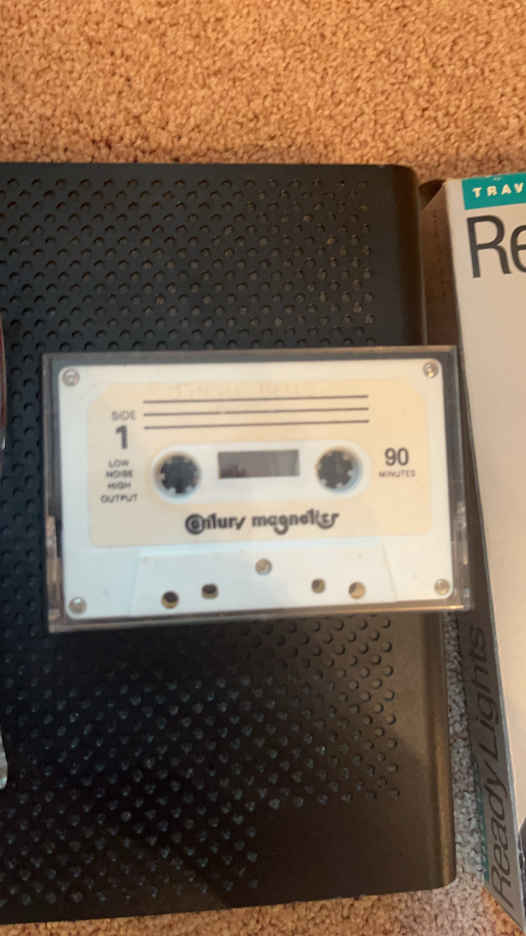 TRAV
Re
SIDE
1
LOW
NOISE
HIGH
OUTPUT
90
MINUTES
Century magnetics
Ready Lights